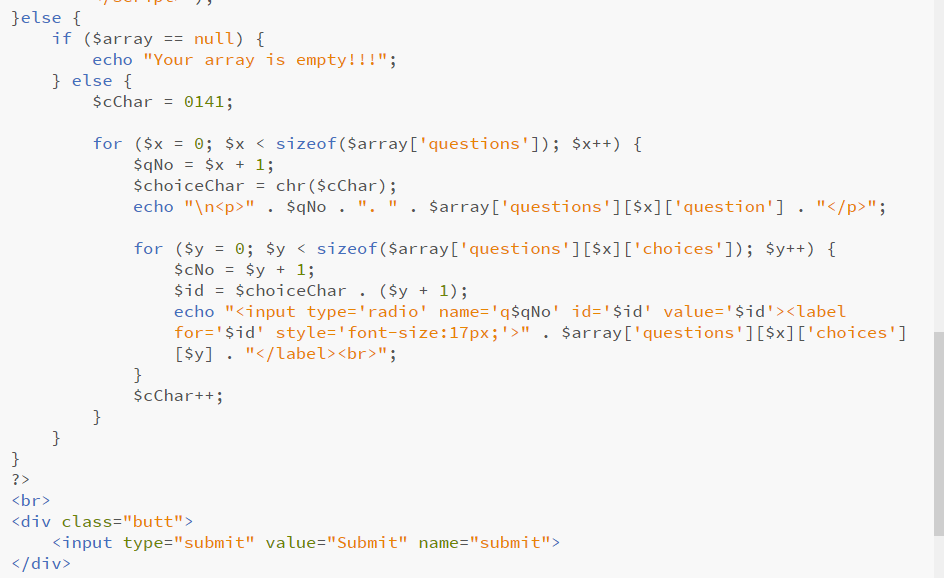 </script> );
}else {
    if ($array == null) {
        echo "Your array is empty!!!";
    } else {
        $cChar = 0141;

        for ($x = 0; $x < sizeof($array['questions']); $x++) {
            $qNo = $x + 1;
            $choiceChar = chr($cChar);
            echo "\n<p>" . $qNo . ". " . $array['questions'][$x]['question'] . "</p>";

            for ($y = 0; $y < sizeof($array['questions'][$x]['choices']); $y++) {
                $cNo = $y + 1;
                $id = $choiceChar . ($y + 1);
                echo "<input type='radio' name='q$qNo' id='$id' value='$id'><label
                for='$id' style='font-size:17px;'>" . $array['questions'][$x]['choices']
                [$y] . "</label><br>";
            }
            $cChar++;
        }
    }
}
?>
<br>
<div class="butt">
    <input type="submit" value="Submit" name="submit">
</div>